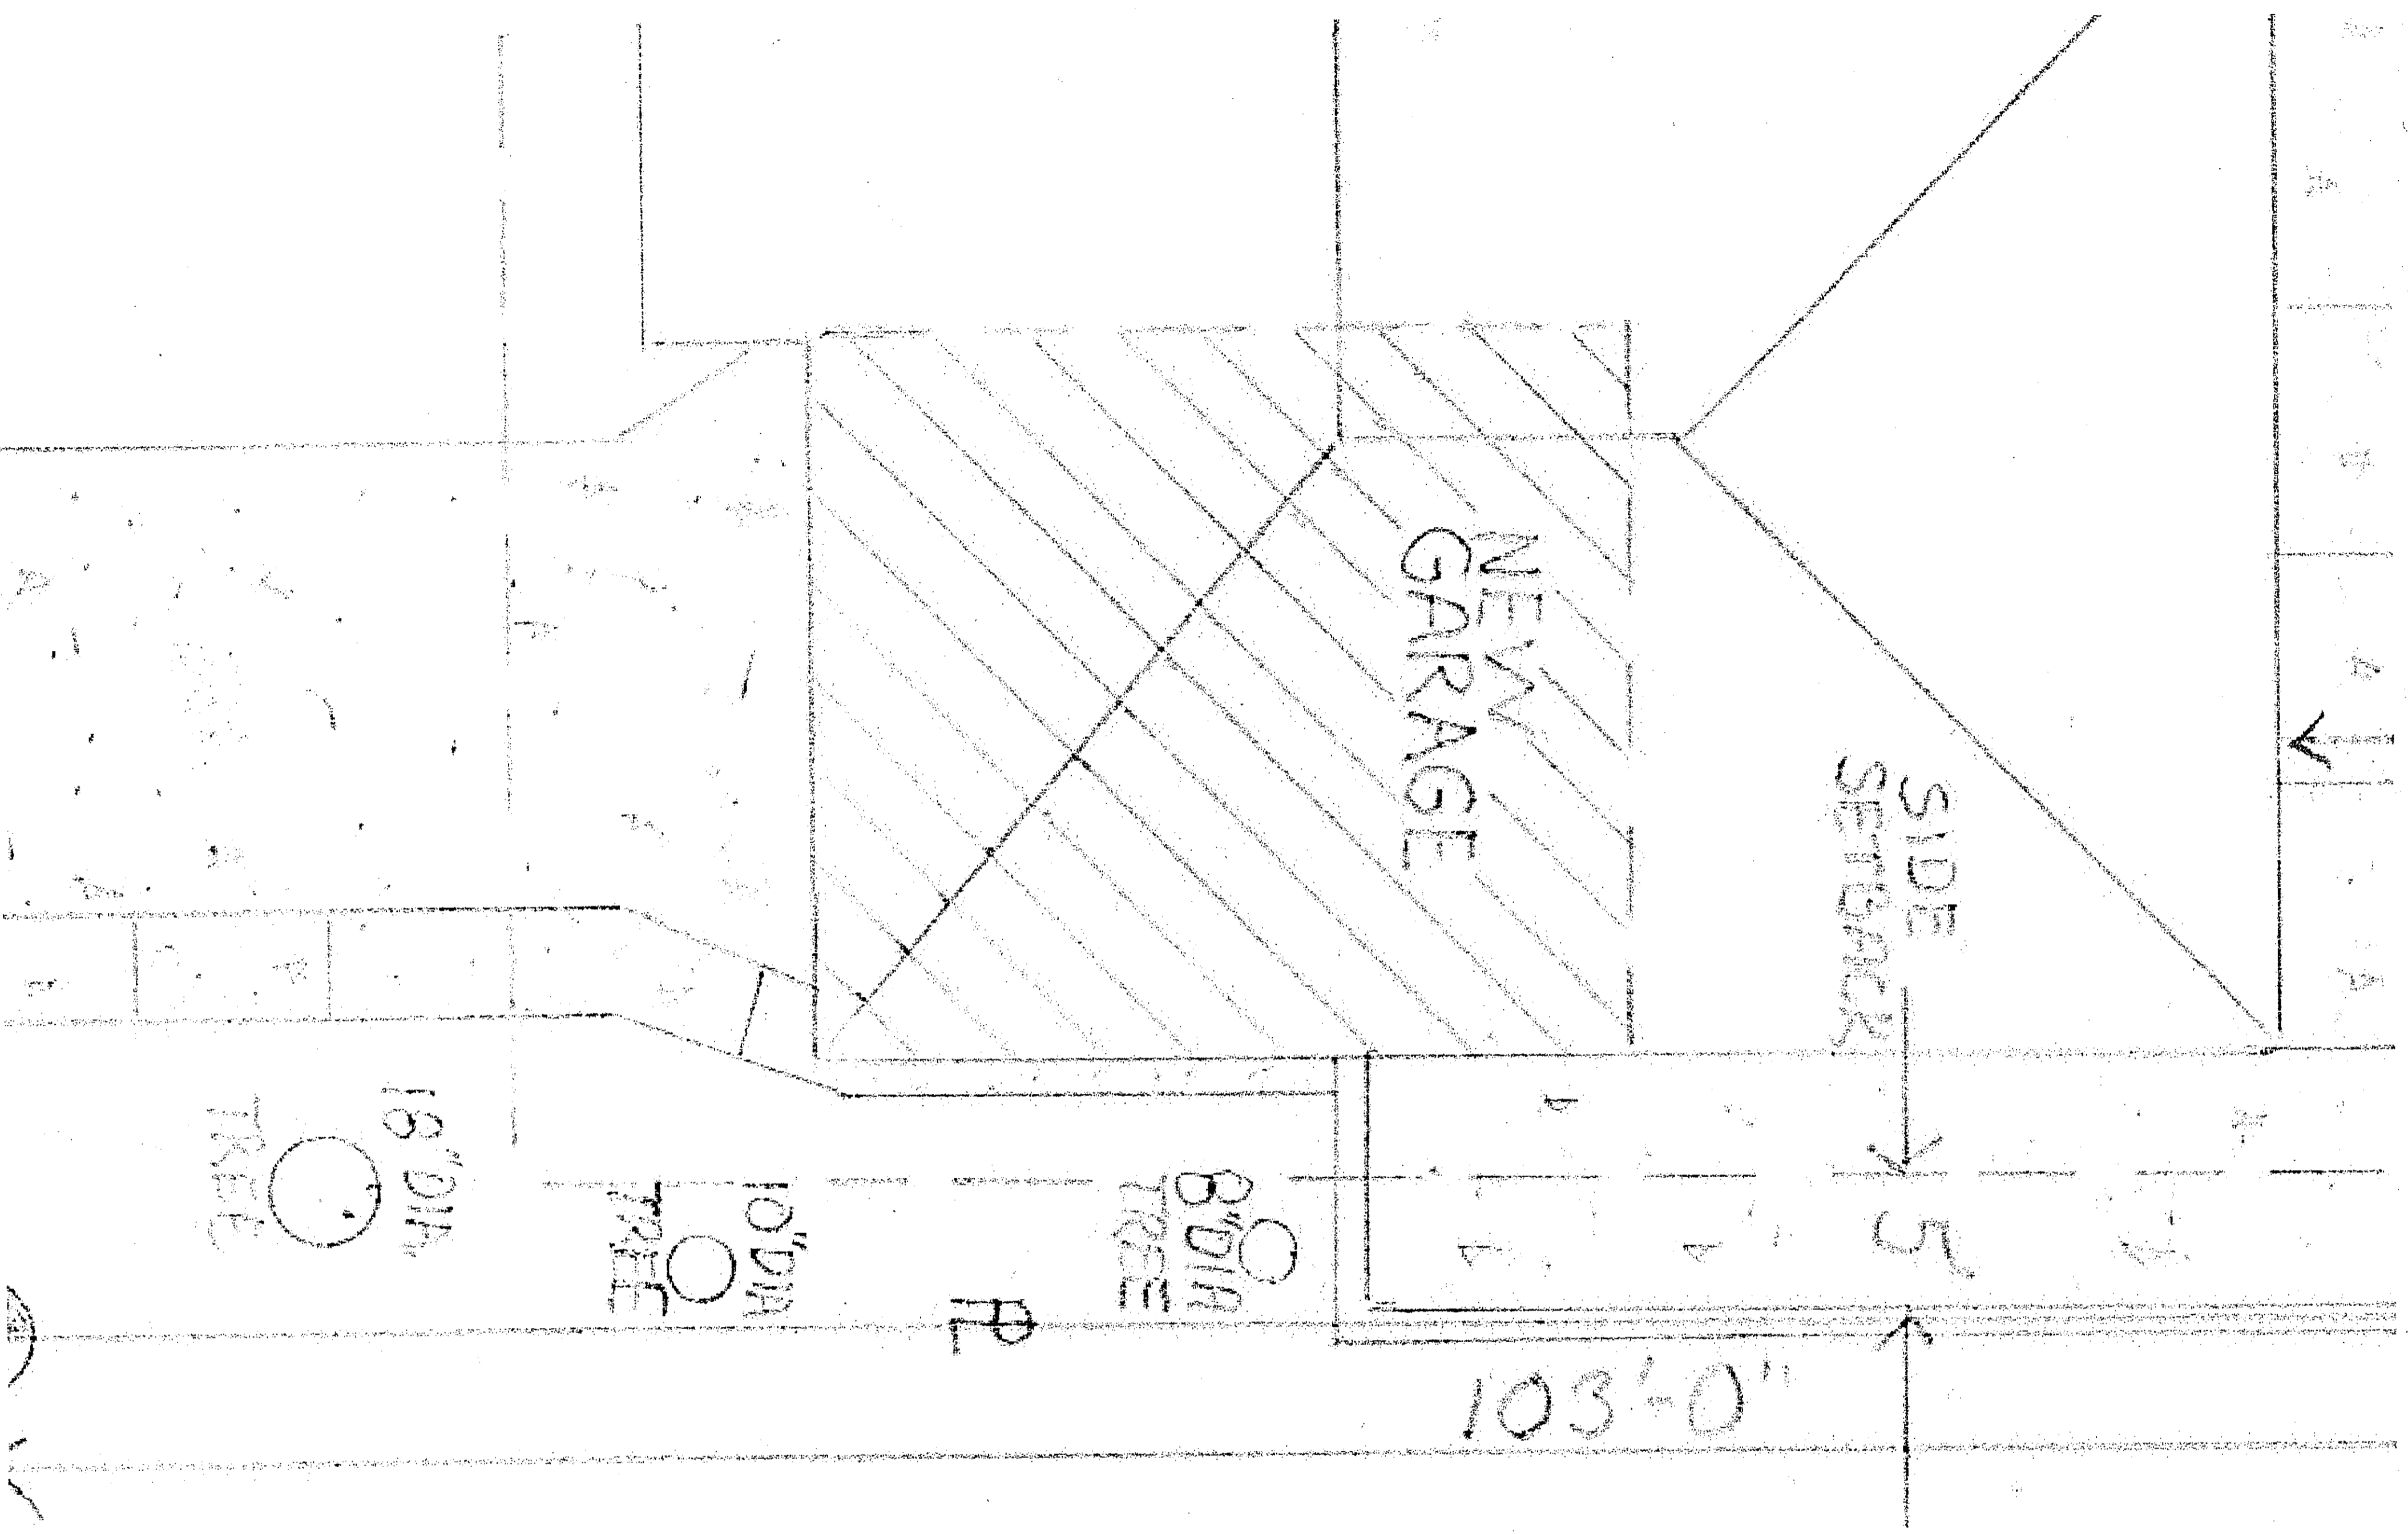 NEW
GARAGE
SIDE
SETBACK
5'
18"DIA
TREE
10"DIA
TREE
8"DIA
TREE
PL
103'-0"